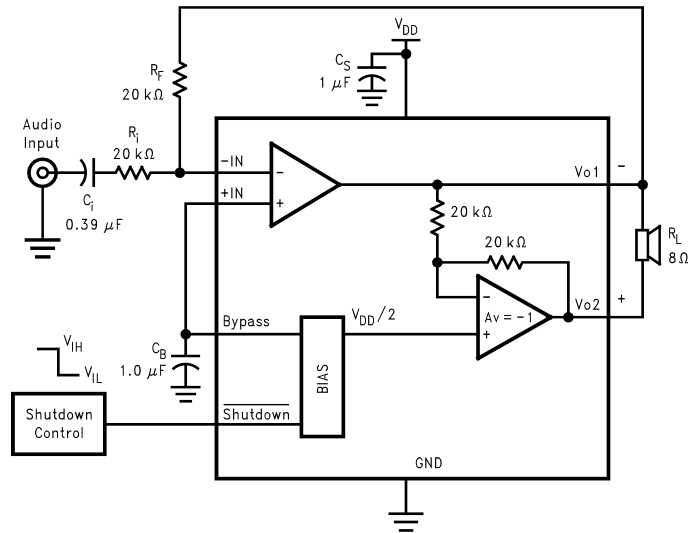 V_DD
C_S
1 μF
R_F
20 kΩ
Audio
Input
R_i
20 kΩ
C_i
0.39 μF
-IN
+IN
-
+
Vo1
-
20 kΩ
20 kΩ
R_L
8Ω
Vo2
+
-
Av = -1
+
Bypass
V_DD/2
C_B
1.0 μF
BIAS
V_IH
V_IL
Shutdown
Shutdown
Control
GND